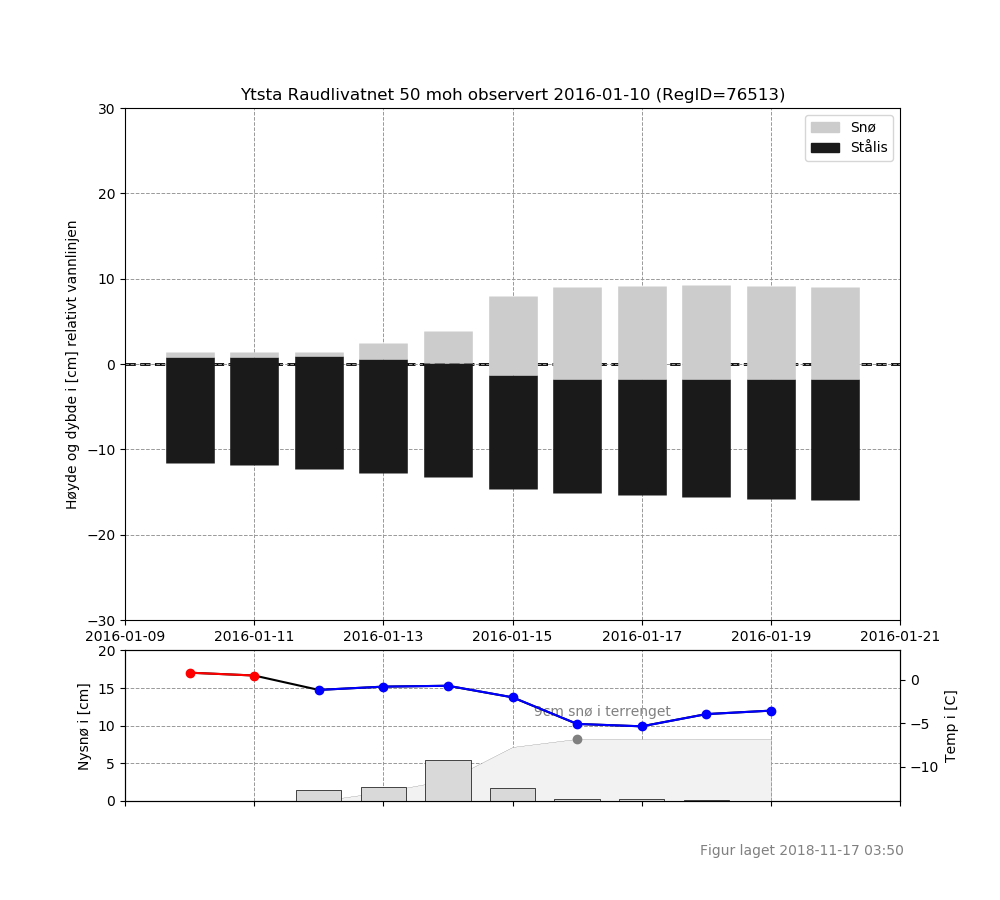 Ytsta Raudlivatnet 50 moh observert 2016-01-10 (RegID=76513)
Snø
Stålis
Høyde og dybde i [cm] relativt vannlinjen
30
20
10
0
−10
−20
−30
2016-01-09
2016-01-11
2016-01-13
2016-01-15
2016-01-17
2016-01-19
2016-01-21
Nysnø i [cm]
20
15
10
5
0
9cm snø i terrenget
0
−5
−10
Temp i [C]
Figur laget 2018-11-17 03:50